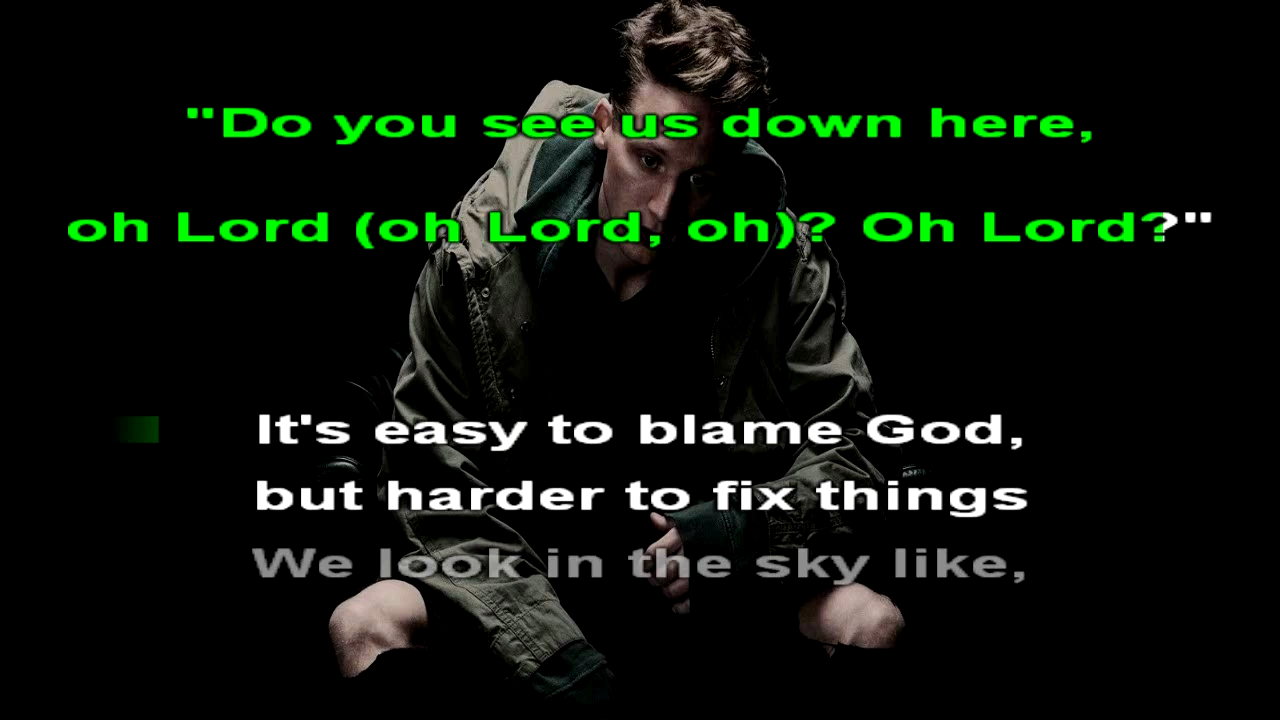 "Do you see us down here,
oh Lord (oh Lord, oh)? Oh Lord?"
It's easy to blame God,
but harder to fix things
We look in the sky like,